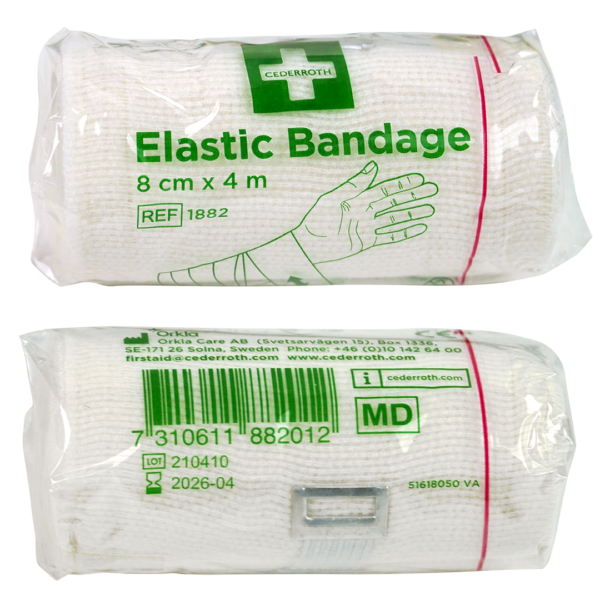 CEDERROTH
Elastic Bandage
8 cm x 4 m
REF 1882
Orkla
Orkla Care AB (Svetsarvägen 15), Box 1336,
SE-171 26 Solna, Sweden Phone: +46 (0)10 142 64 00
firstaid@cederroth.com www.cederroth.com
i cederroth.com
MD
7 310611 882012
LOT 210410
2026-04
51618050 VA